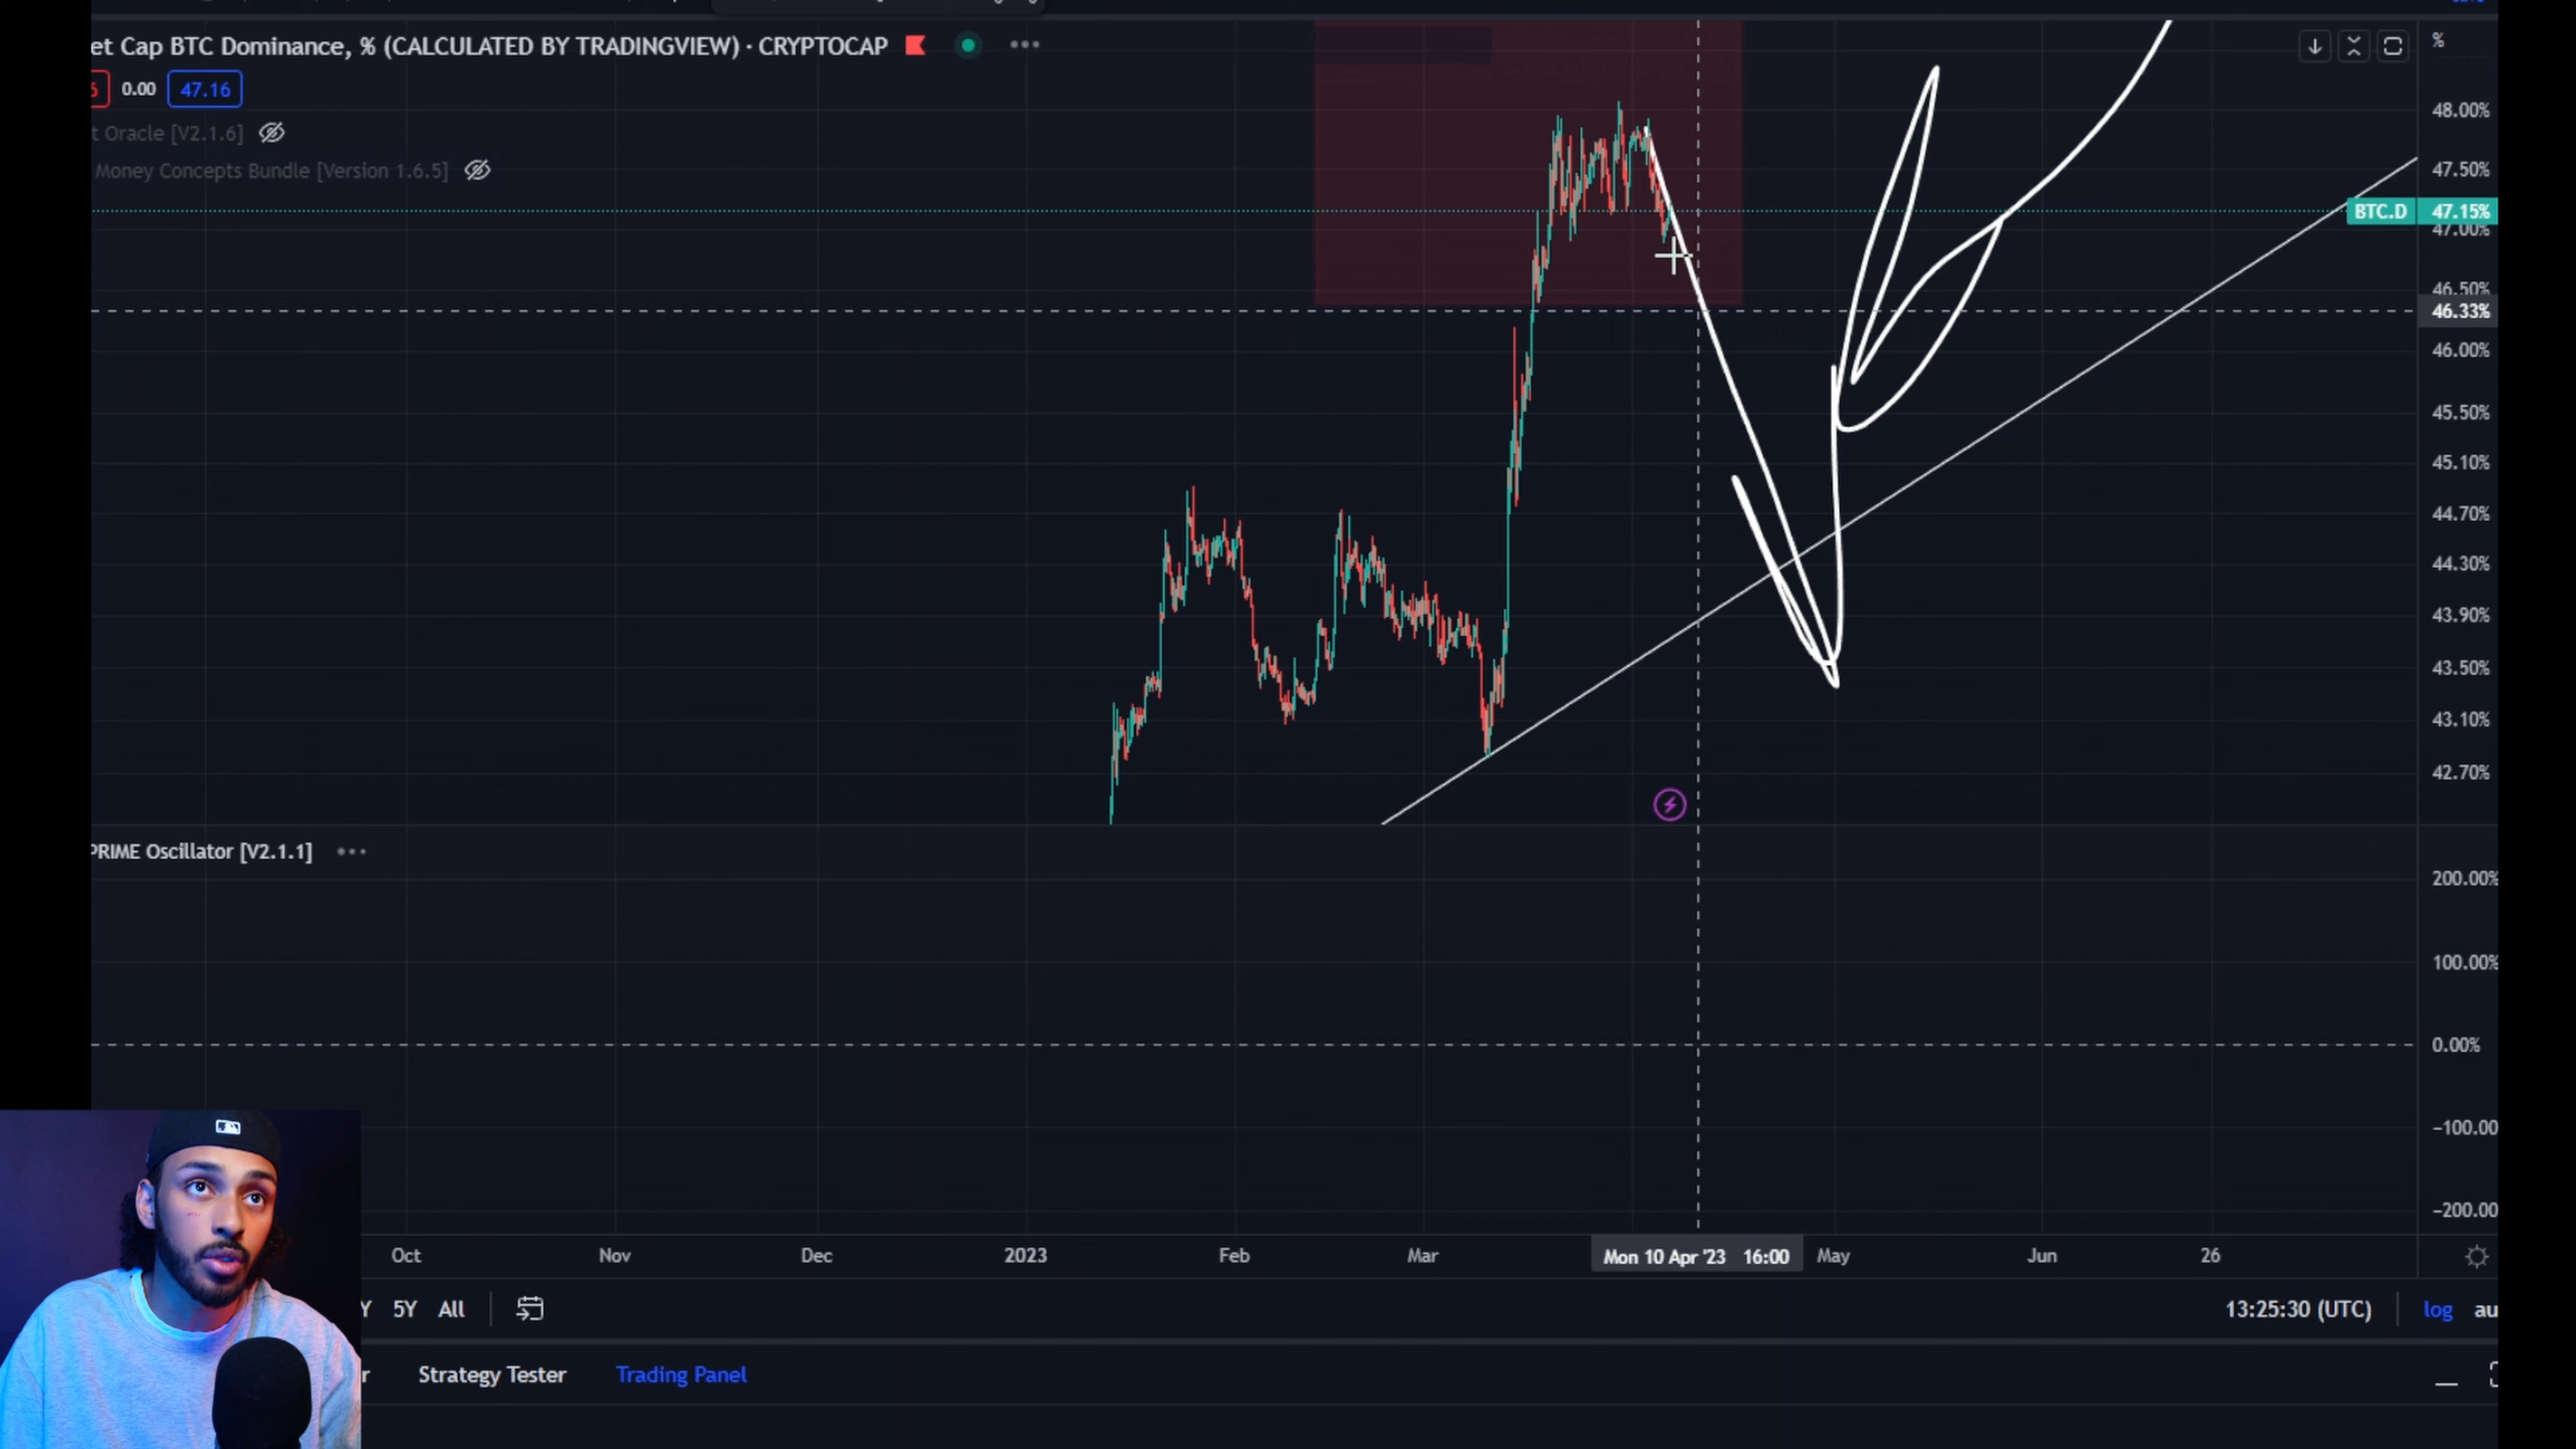 et Cap BTC Dominance, % (CALCULATED BY TRADINGVIEW) · CRYPTOCAP
0.00 47.16
t Oracle [V2.1.6]
Money Concepts Bundle [Version 1.6.5]
%
48.00%
47.50%
BTC.D 47.15%
47.00%
46.50%
46.33%
46.00%
45.50%
45.10%
44.70%
44.30%
43.90%
43.50%
43.10%
42.70%
PRIME Oscillator [V2.1.1]
200.00%
100.00%
0.00%
-100.00
-200.00
Oct Nov Dec 2023 Feb Mar Mon 10 Apr '23 16:00 May Jun 26
Y 5Y All 13:25:30 (UTC) log au
r Strategy Tester Trading Panel